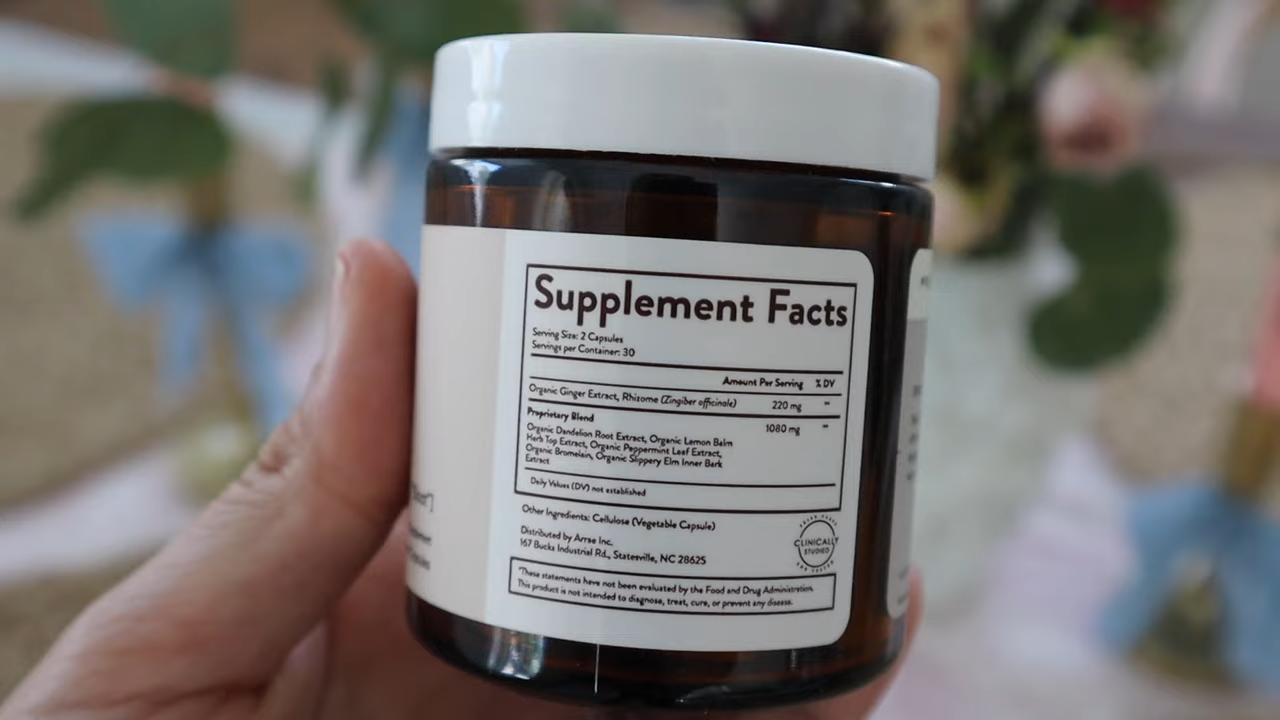 Supplement Facts
Serving Size: 2 Capsules
Servings per Container: 30
Amount Per Serving % DV
Organic Ginger Extract, Rhizome (Zingiber officinale) 220 mg **
Proprietary Blend 1080 mg **
Organic Dandelion Root Extract, Organic Lemon Balm
Herb Top Extract, Organic Peppermint Leaf Extract,
Organic Bromelain, Organic Slippery Elm Inner Bark
Extract
Daily Values (DV) not established
Other Ingredients: Cellulose (Vegetable Capsule)
Distributed by Arrae Inc.
167 Bucks Industrial Rd., Statesville, NC 28625
CLINICALLY
STUDIED
*These statements have not been evaluated by the Food and Drug Administration.
This product is not intended to diagnose, treat, cure, or prevent any disease.